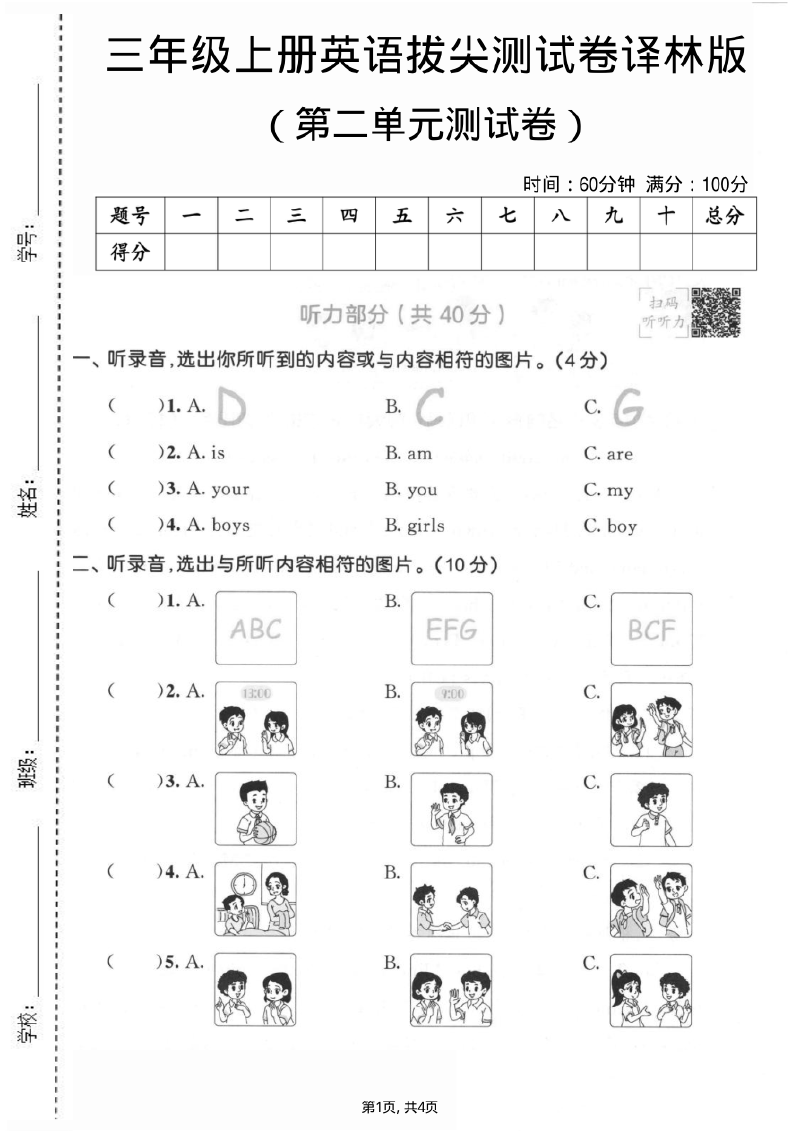 三年级上册英语拔尖测试卷译林版
（第二单元测试卷）
时间：60分钟 满分：100分
题号 一 二 三 四 五 六 七 八 九 十 总分
得分
听力部分（共 40 分）
扫码
听听力
一、听录音,选出你所听到的内容或与内容相符的图片。(4分)
( )1. A. D B. C C. G
( )2. A. is B. am C. are
( )3. A. your B. you C. my
( )4. A. boys B. girls C. boy
二、听录音,选出与所听内容相符的图片。(10分)
( )1. A. ABC B. EFG C. BCF
( )2. A. 13:00 B. 9:00 C.
( )3. A. B. C.
( )4. A. B. C.
( )5. A. B. C.
第1页, 共4页
学号：
姓名：
班级：
学校：